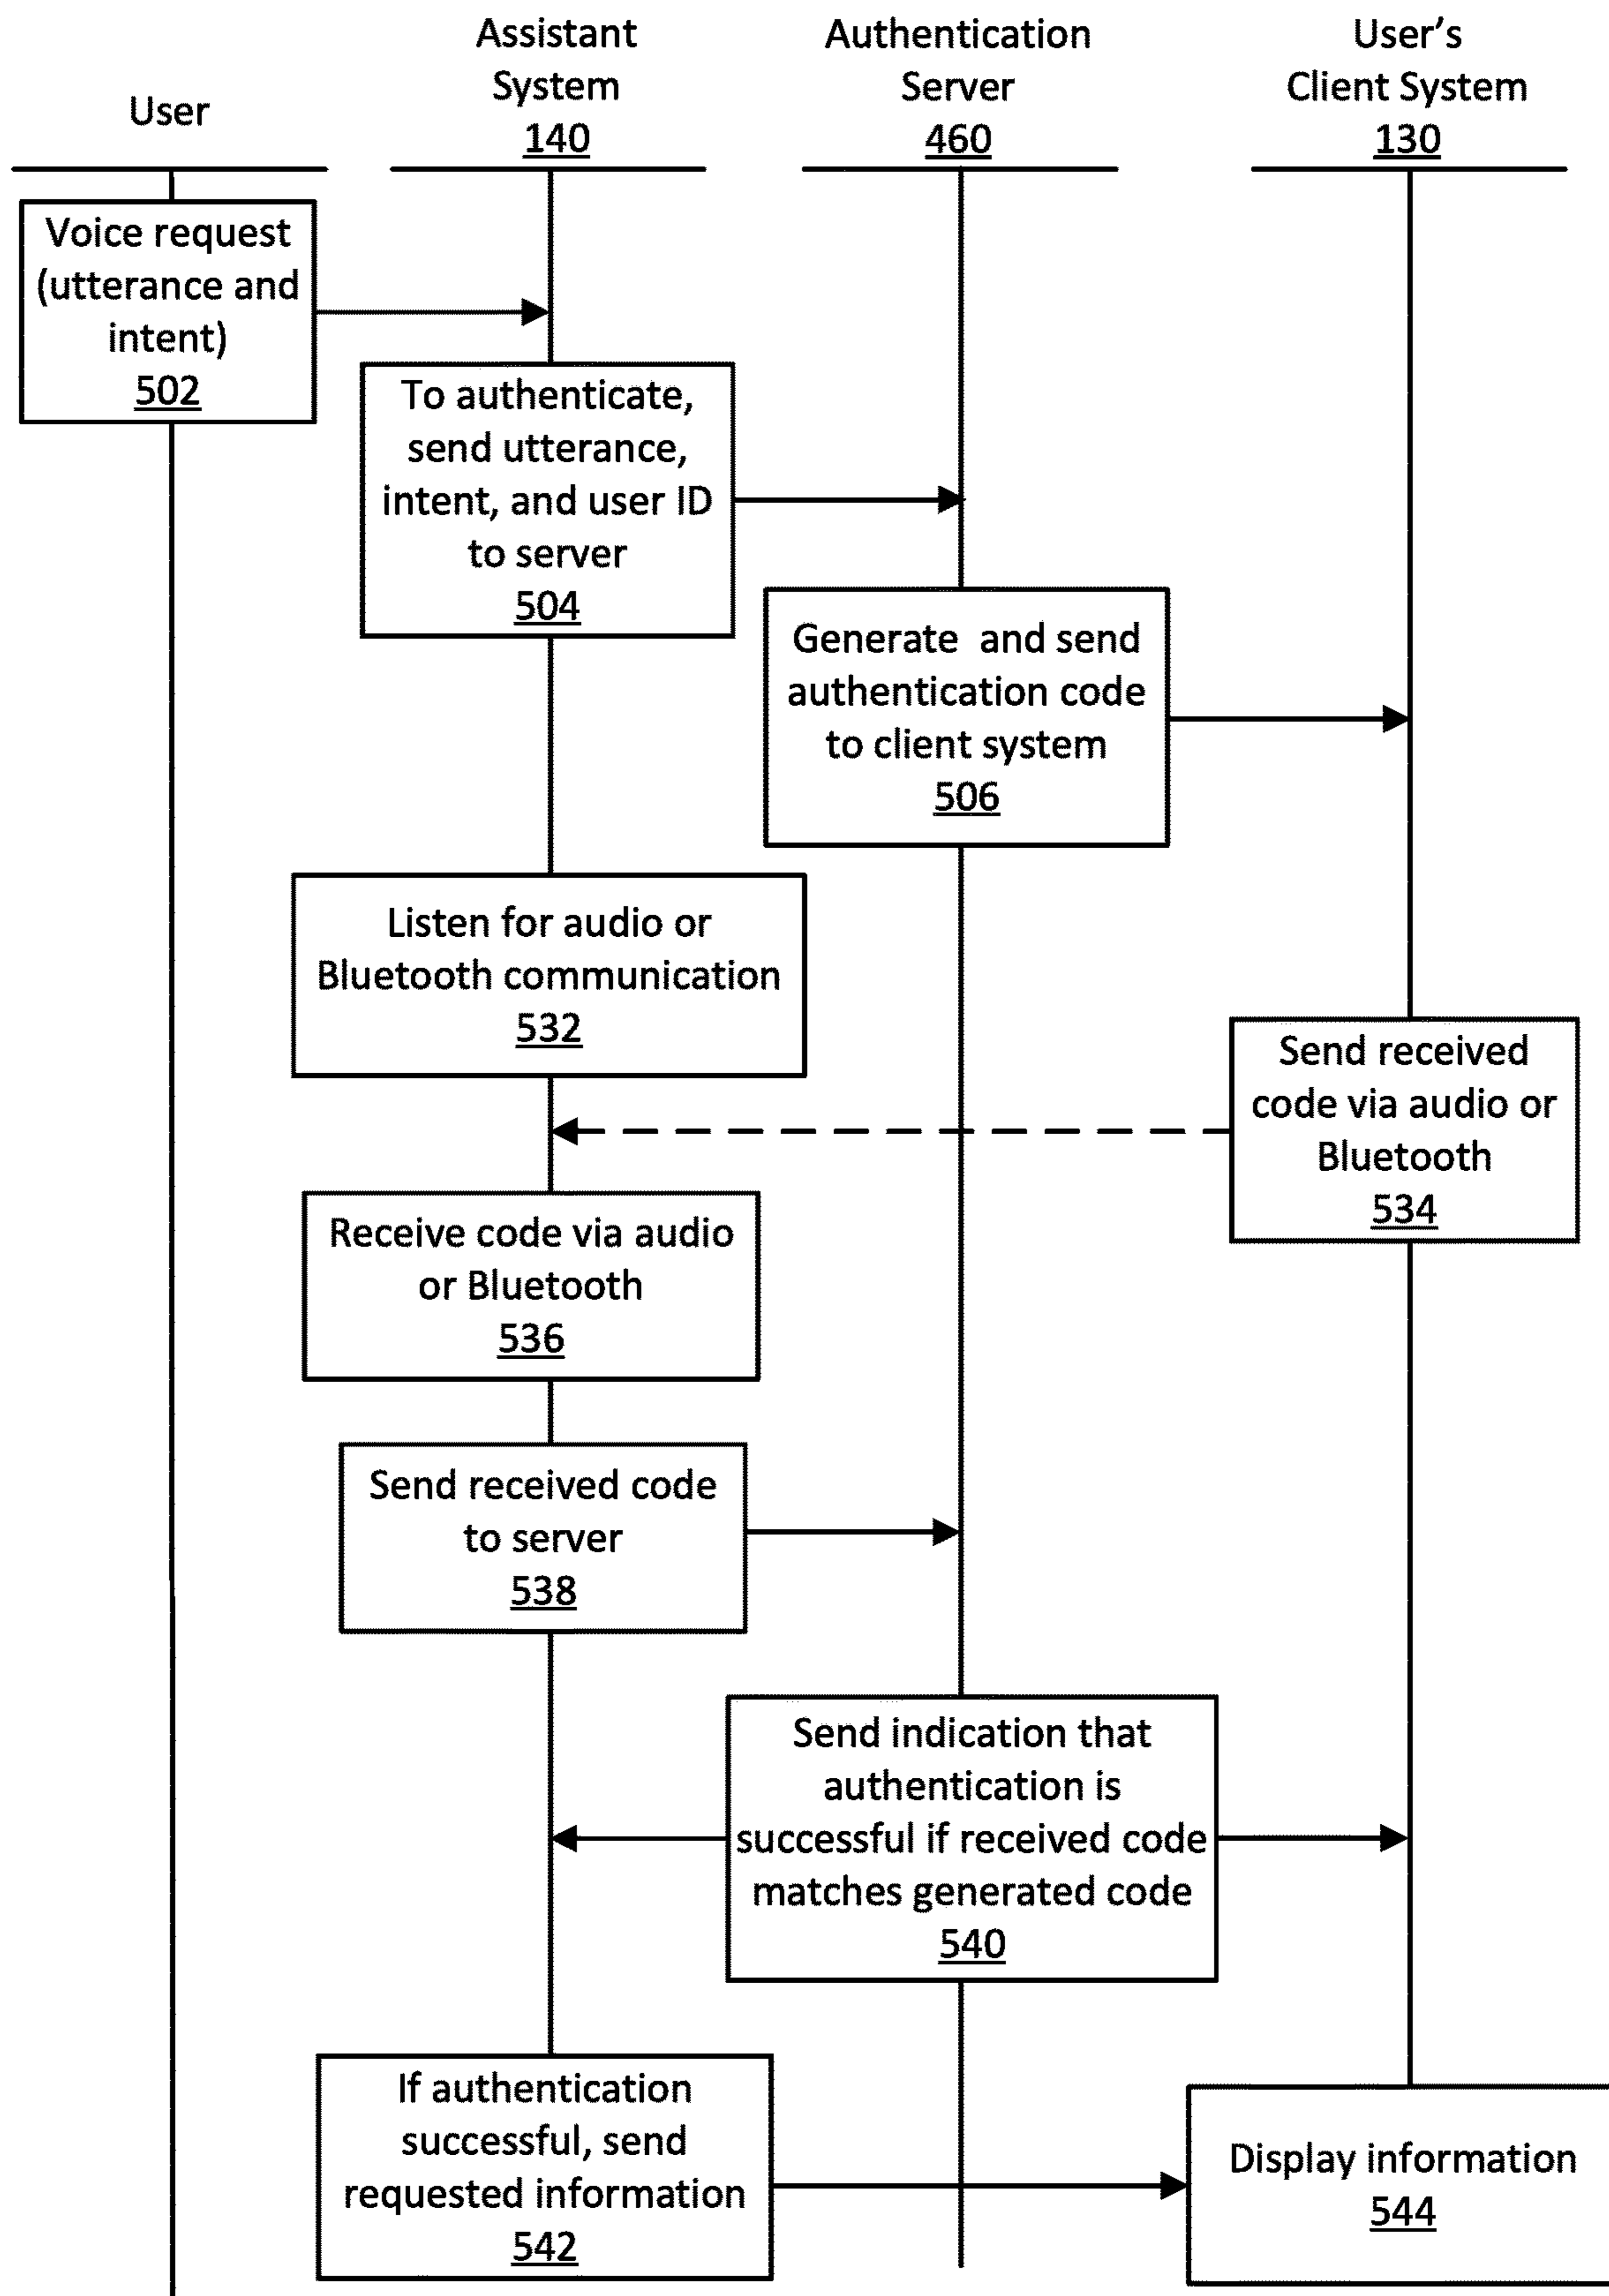 User
Assistant
System
140
Authentication
Server
460
User’s
Client System
130
Voice request
(utterance and
intent)
502
To authenticate,
send utterance,
intent, and user ID
to server
504
Generate and send
authentication code
to client system
506
Listen for audio or
Bluetooth communication
532
Send received
code via audio or
Bluetooth
534
Receive code via audio
or Bluetooth
536
Send received code
to server
538
Send indication that
authentication is
successful if received code
matches generated code
540
If authentication
successful, send
requested information
542
Display information
544